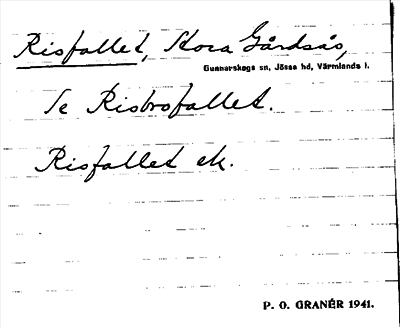 Risfallet, Stora Gårdsås,
Gunnarskogs sn, Jösse hd, Värmlands l.
Se Risbrofallet.
Risfallet ek.
P. O. GRANÉR 1941.